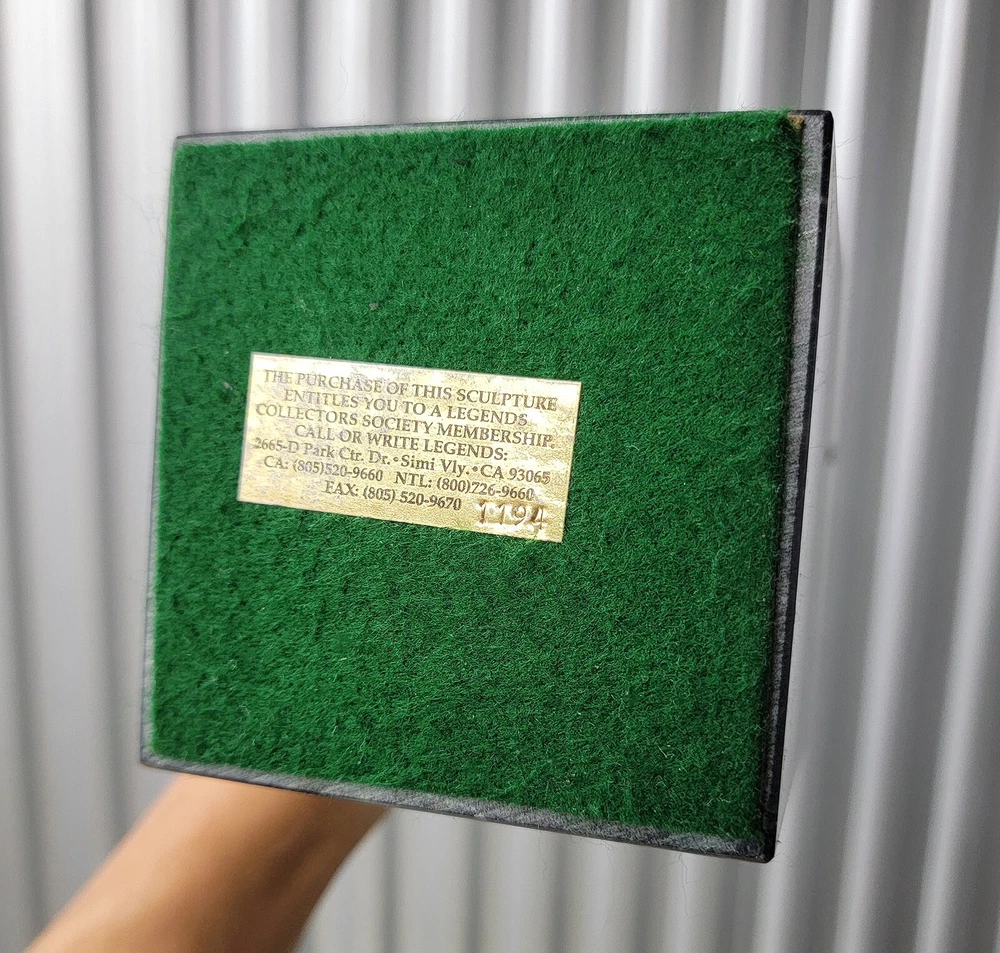 THE PURCHASE OF THIS SCULPTURE
ENTITLES YOU TO A LEGENDS
COLLECTORS SOCIETY MEMBERSHIP.
CALL OR WRITE LEGENDS:
2665-D Park Ctr. Dr. • Simi Vly. • CA 93065
CA: (805)520-9660 NTL: (800)726-9660
FAX: (805) 520-9670
1194